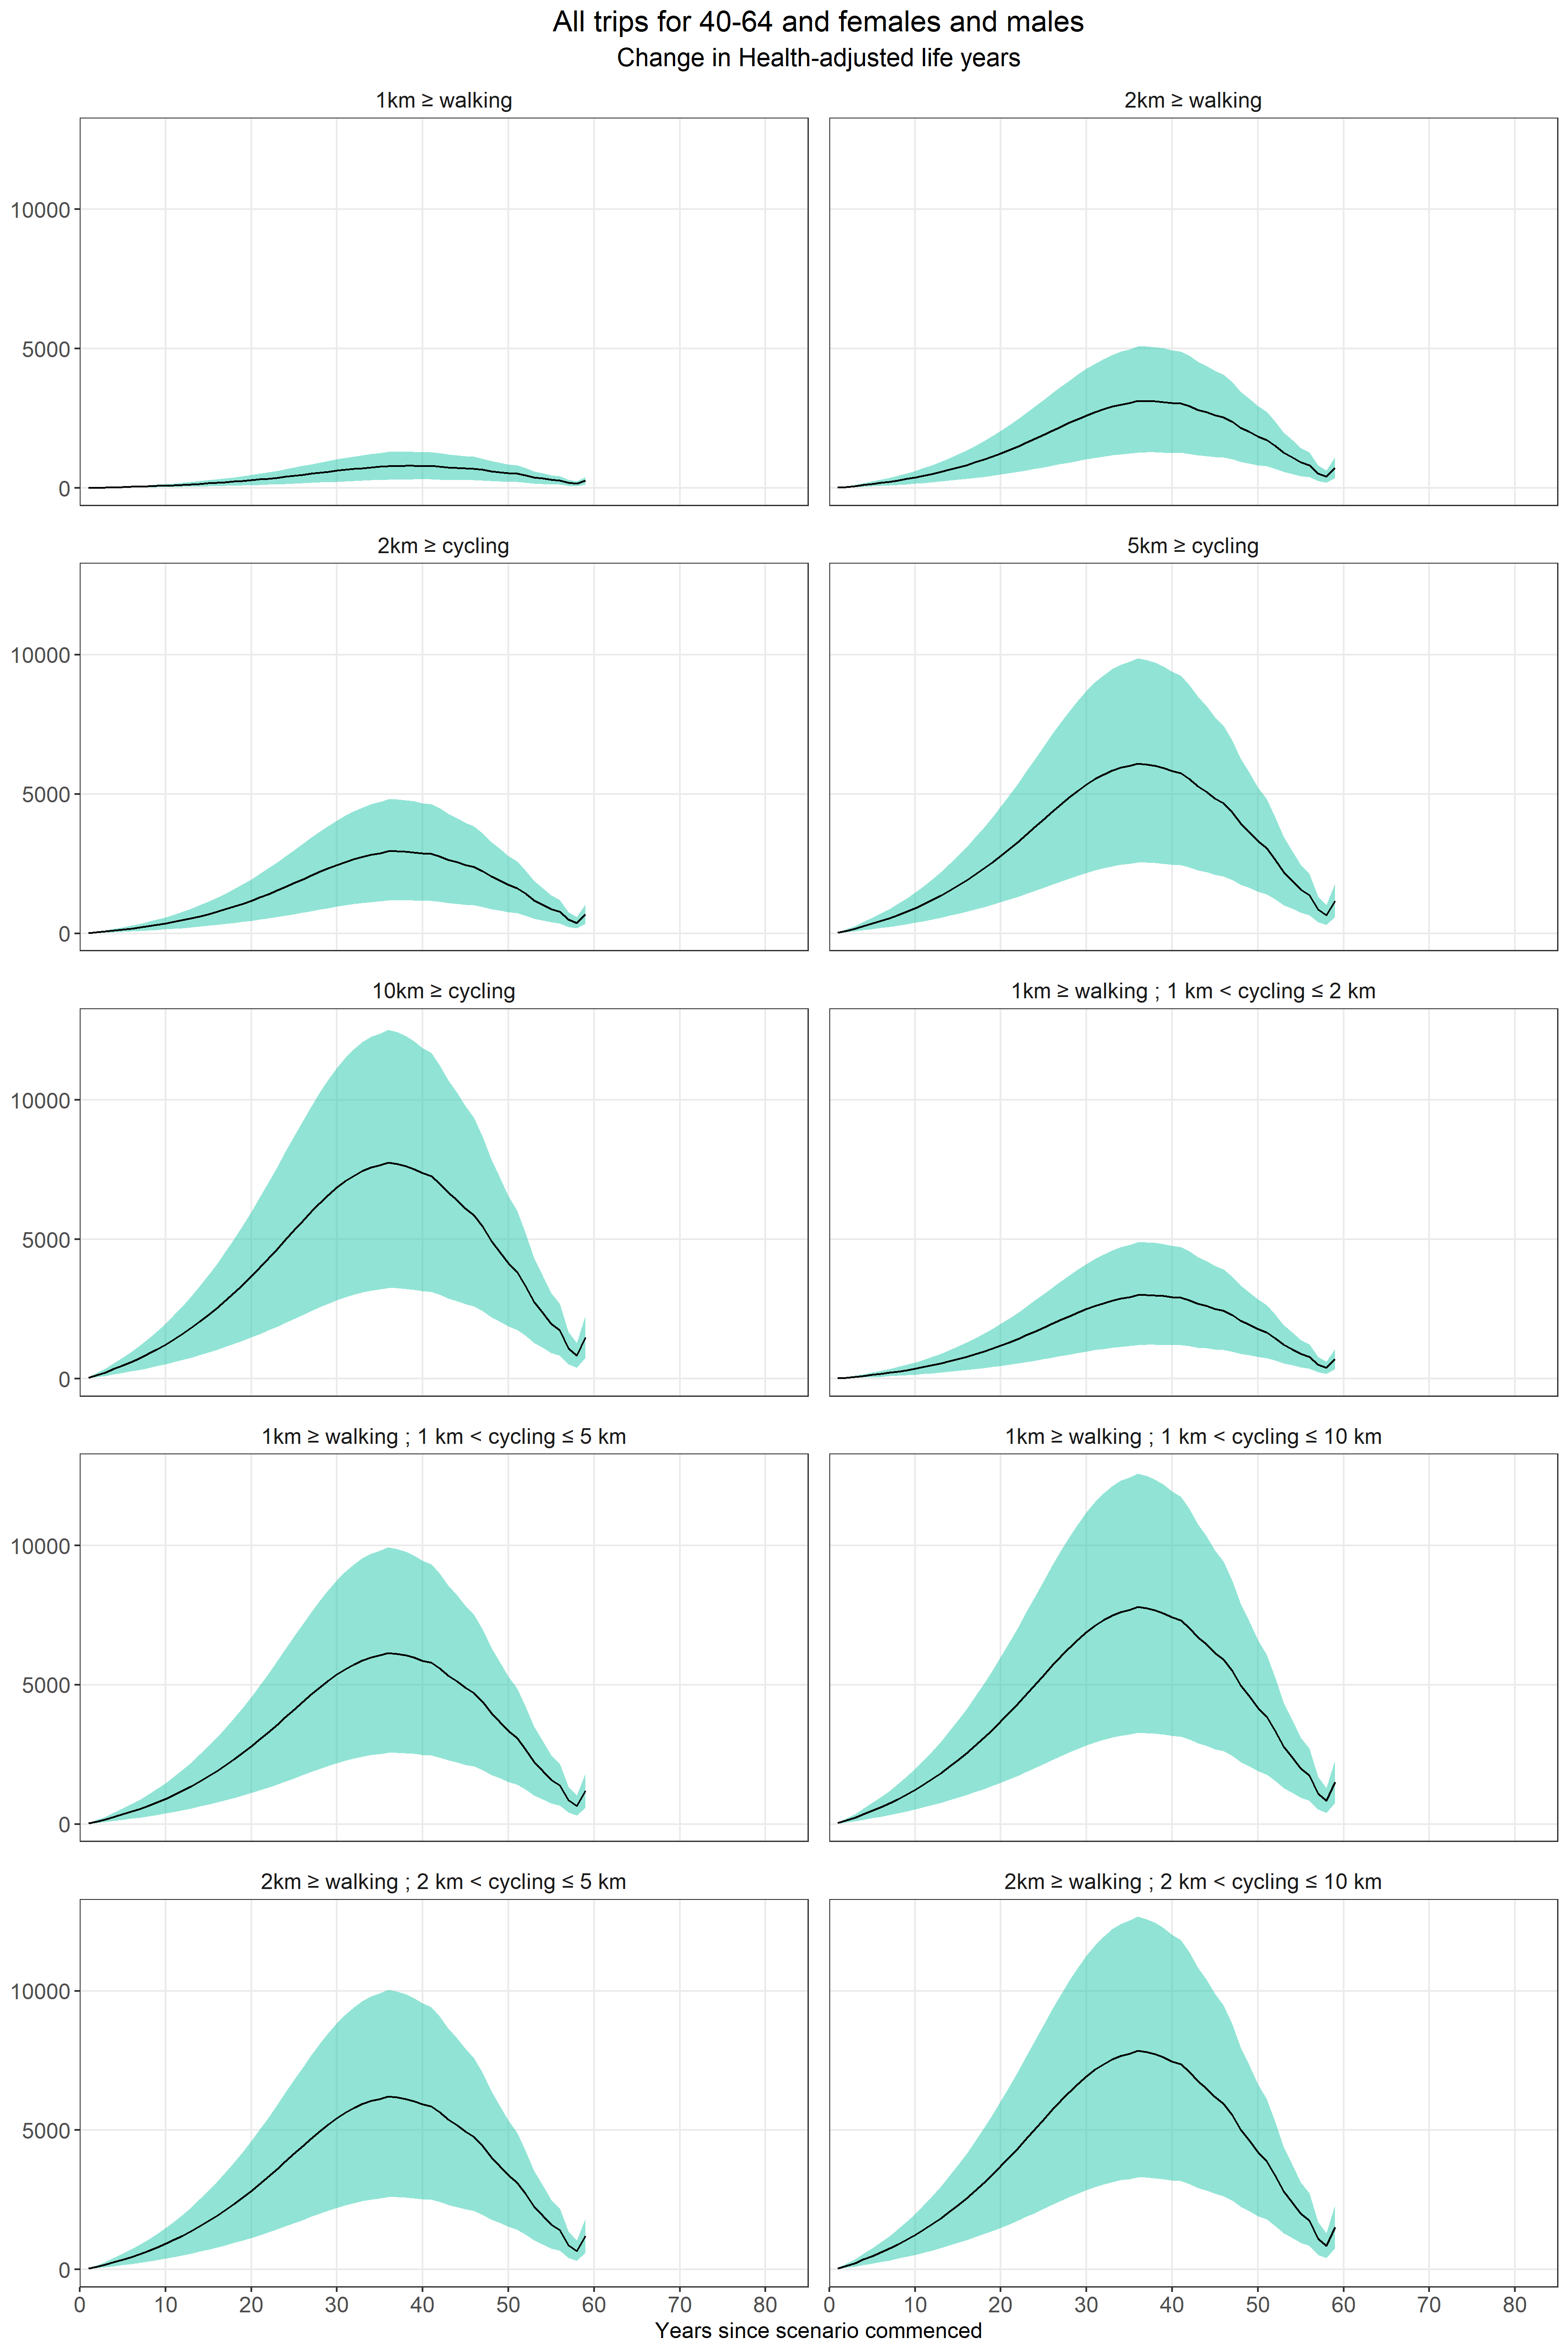 All trips for 40-64 and females and males
Change in Health-adjusted life years
1km ≥ walking
2km ≥ walking
10000
5000
0
2km ≥ cycling
5km ≥ cycling
10000
5000
0
10km ≥ cycling
1km ≥ walking ; 1 km < cycling ≤ 2 km
10000
5000
0
1km ≥ walking ; 1 km < cycling ≤ 5 km
1km ≥ walking ; 1 km < cycling ≤ 10 km
10000
5000
0
2km ≥ walking ; 2 km < cycling ≤ 5 km
2km ≥ walking ; 2 km < cycling ≤ 10 km
10000
5000
0
0 10 20 30 40 50 60 70 80
0 10 20 30 40 50 60 70 80
Years since scenario commenced